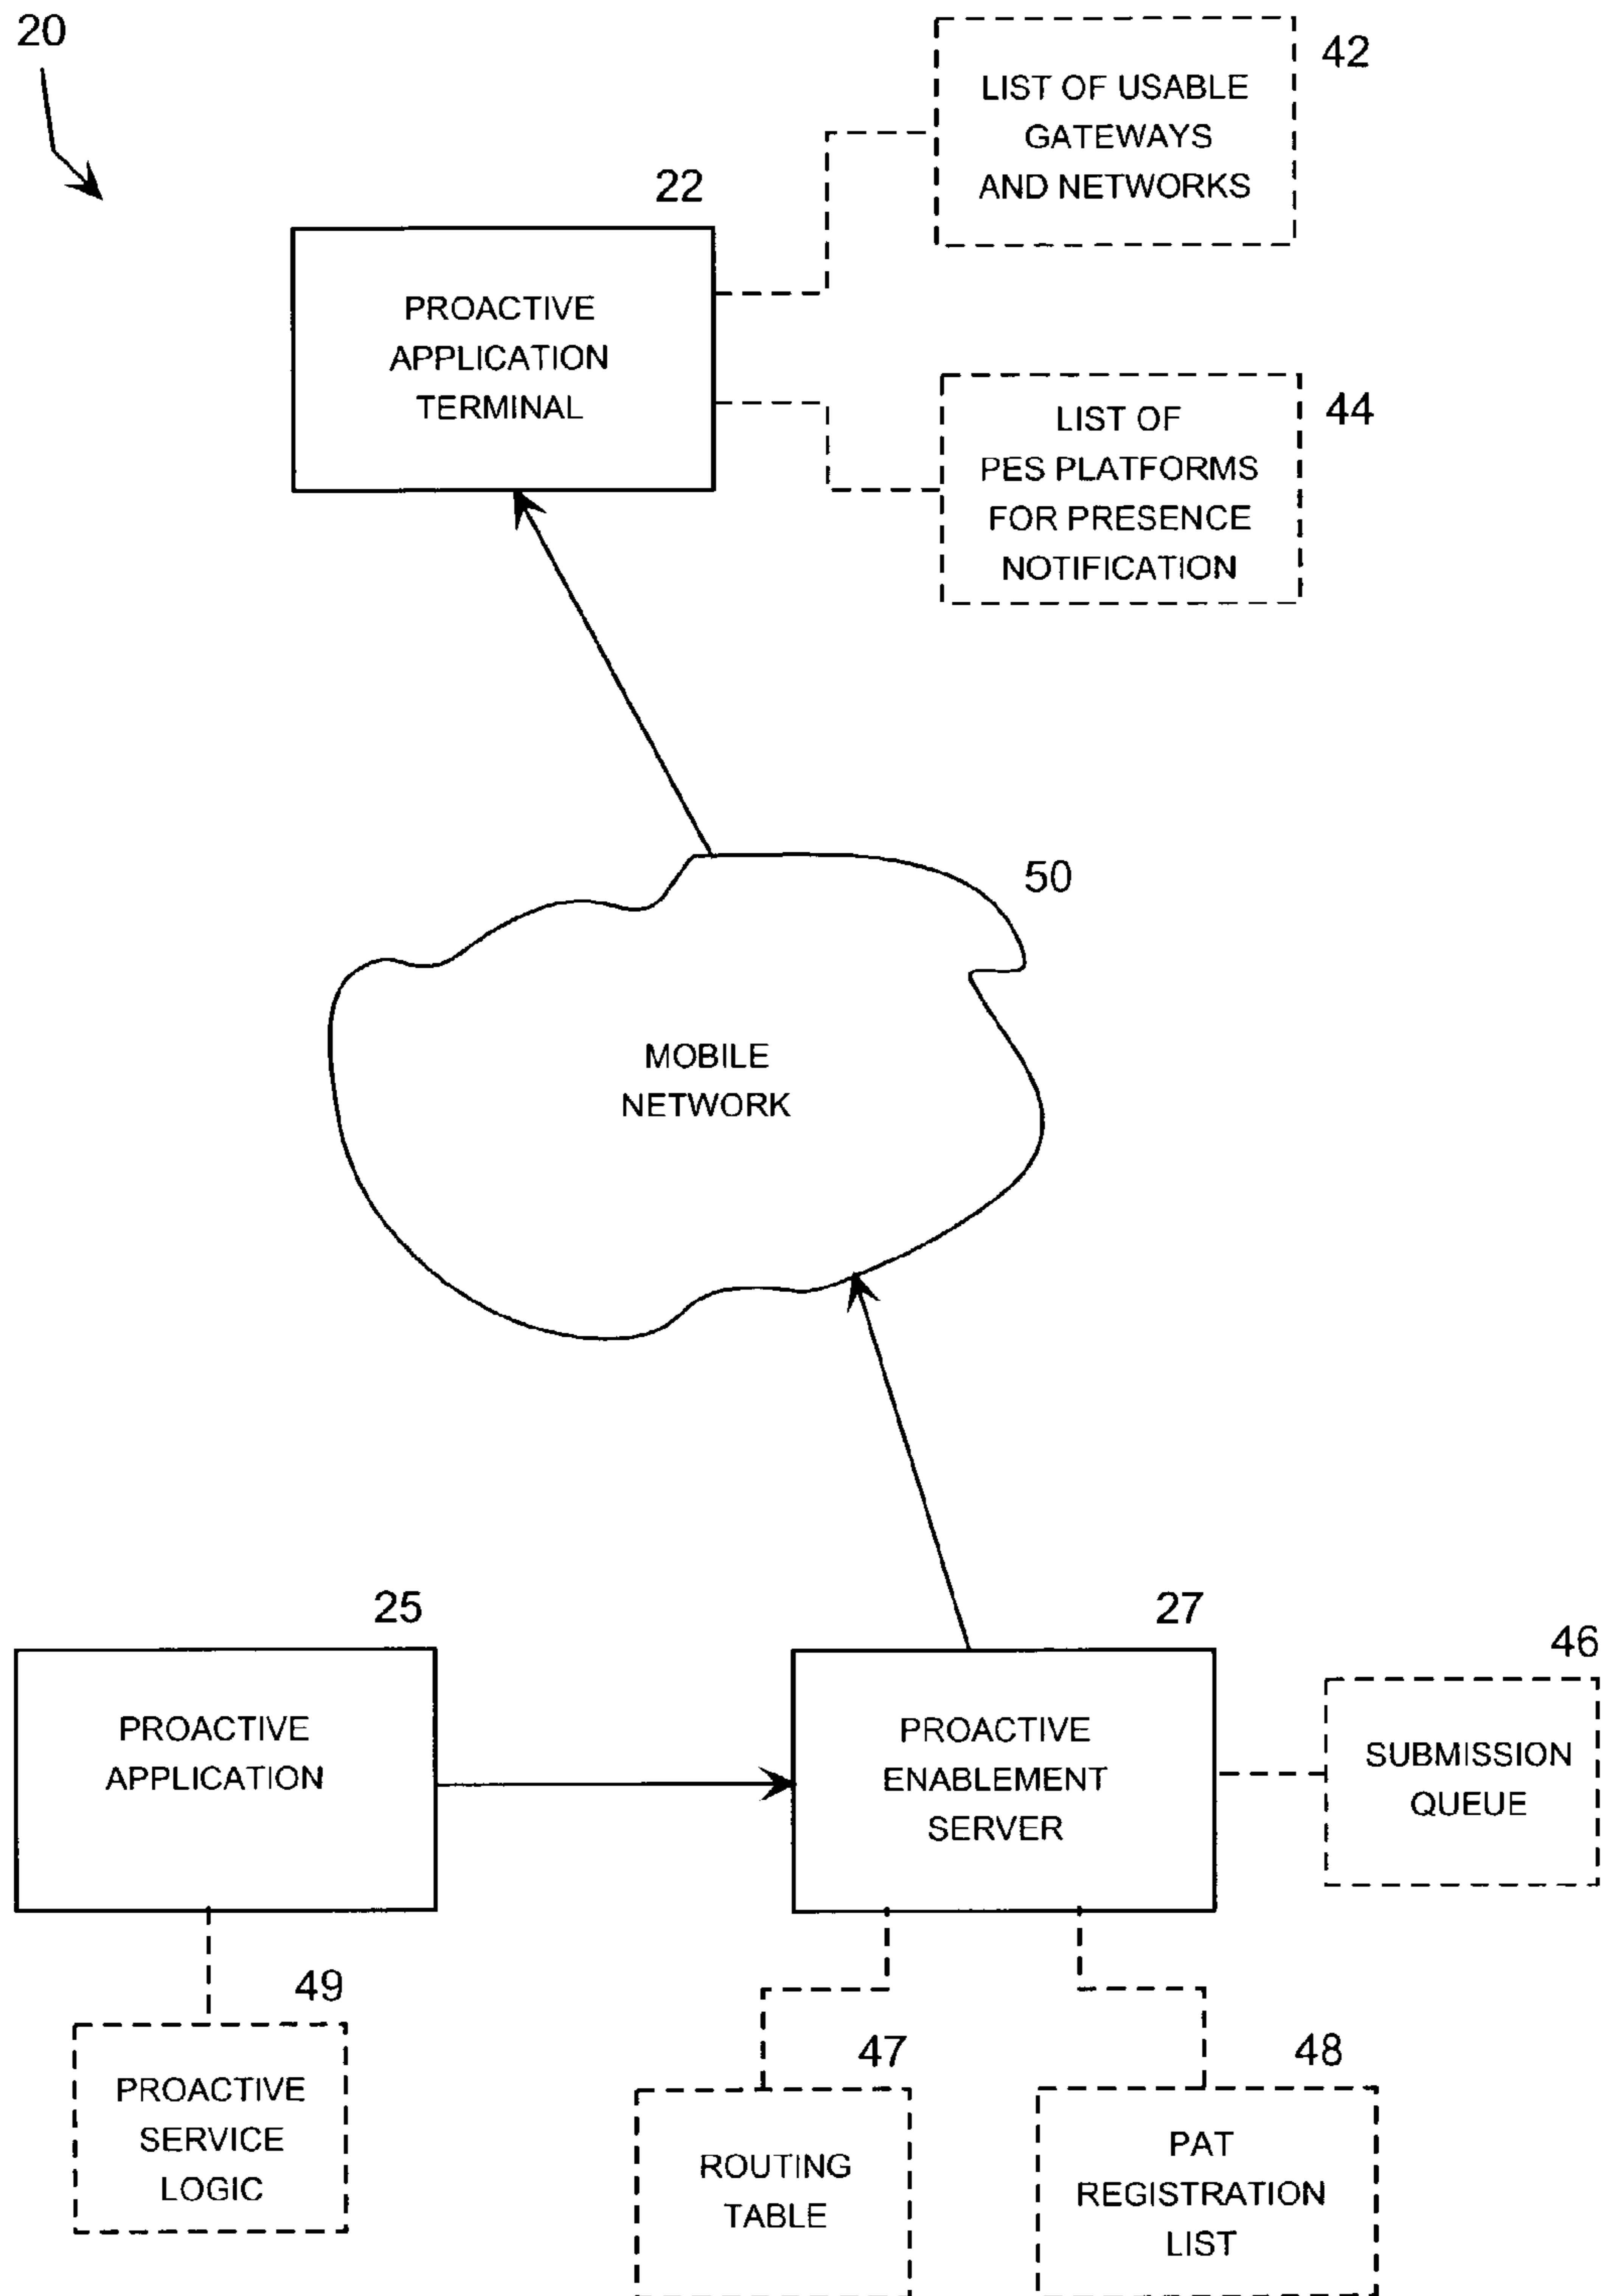 20
42
LIST OF USABLE
GATEWAYS
AND NETWORKS
22
PROACTIVE
APPLICATION
TERMINAL
44
LIST OF
PES PLATFORMS
FOR PRESENCE
NOTIFICATION
50
MOBILE
NETWORK
25
PROACTIVE
APPLICATION
27
PROACTIVE
ENABLEMENT
SERVER
46
SUBMISSION
QUEUE
49
PROACTIVE
SERVICE
LOGIC
47
ROUTING
TABLE
48
PAT
REGISTRATION
LIST